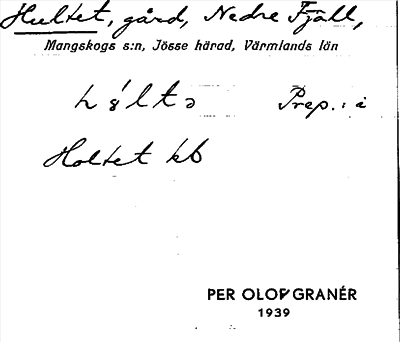 Hultet, gård, Nedre Fjäll,
Mangskogs s:n, Jösse härad, Värmlands län
Prep.: i
Holtet kb
PER OLOF GRANÉR
1939